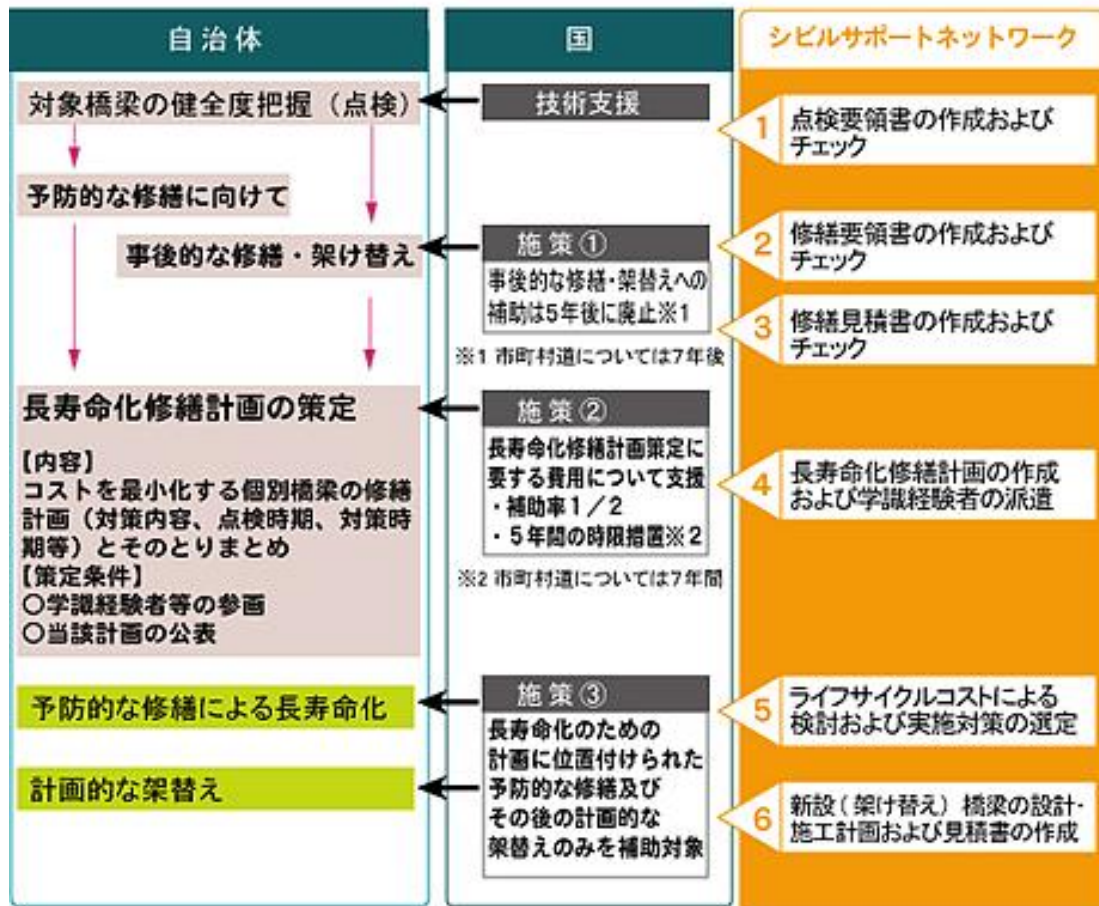 自治体
対象橋梁の健全度把握（点検）
予防的な修繕に向けて
事後的な修繕・架け替え
長寿命化修繕計画の策定
【内容】
コストを最小化する個別橋梁の修繕
計画（対策内容、点検時期、対策時
期等）とそのとりまとめ
【策定条件】
○学識経験者等の参画
○当該計画の公表
予防的な修繕による長寿命化
計画的な架替え
国
技術支援
施策①
事後的な修繕・架替えへの
補助は5年後に廃止※1
※1 市町村道については7年後
施策②
長寿命化修繕計画策定に
要する費用について支援
・補助率1／2
・5年間の時限措置※2
※2 市町村道については7年間
施策③
長寿命化のための
計画に位置付けられた
予防的な修繕及び
その後の計画的な
架替えのみを補助対象
シビルサポートネットワーク
1 点検要領書の作成および
チェック
2 修繕要領書の作成および
チェック
3 修繕見積書の作成および
チェック
4 長寿命化修繕計画の作成
および学識経験者の派遣
5 ライフサイクルコストによる
検討および実施対策の選定
6 新設（架け替え）橋梁の設計・
施工計画および見積書の作成